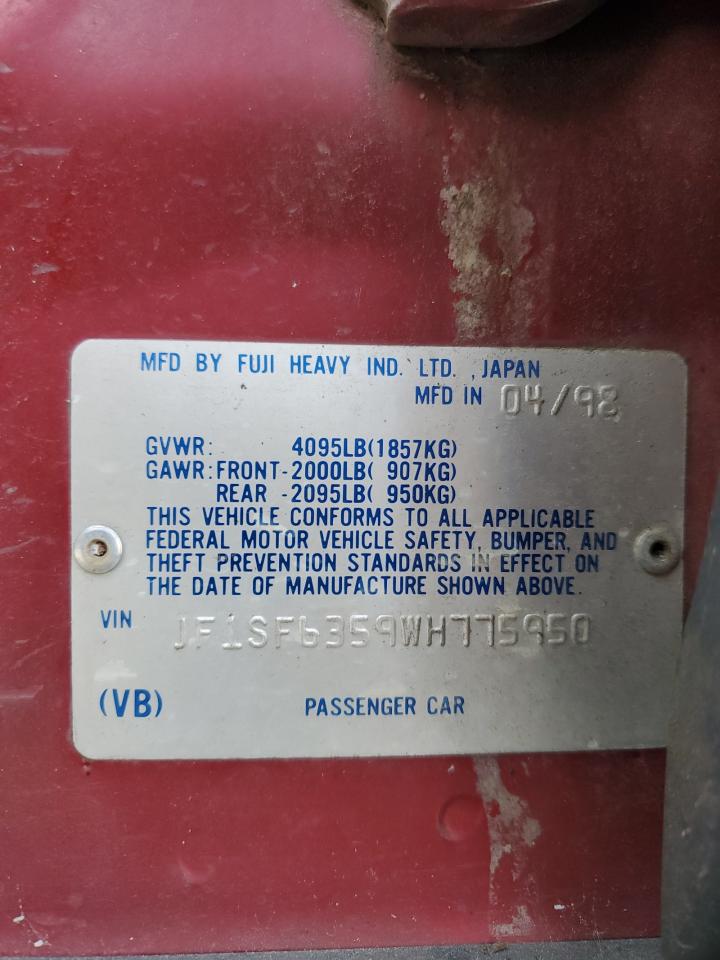 MFD BY FUJI HEAVY IND. LTD. , JAPAN
MFD IN 04/98
GVWR: 4095LB(1857KG)
GAWR: FRONT-2000LB( 907KG)
REAR -2095LB( 950KG)
THIS VEHICLE CONFORMS TO ALL APPLICABLE
FEDERAL MOTOR VEHICLE SAFETY, BUMPER, AND
THEFT PREVENTION STANDARDS IN EFFECT ON
THE DATE OF MANUFACTURE SHOWN ABOVE.
VIN JF1SF6359WH775950
(VB) PASSENGER CAR